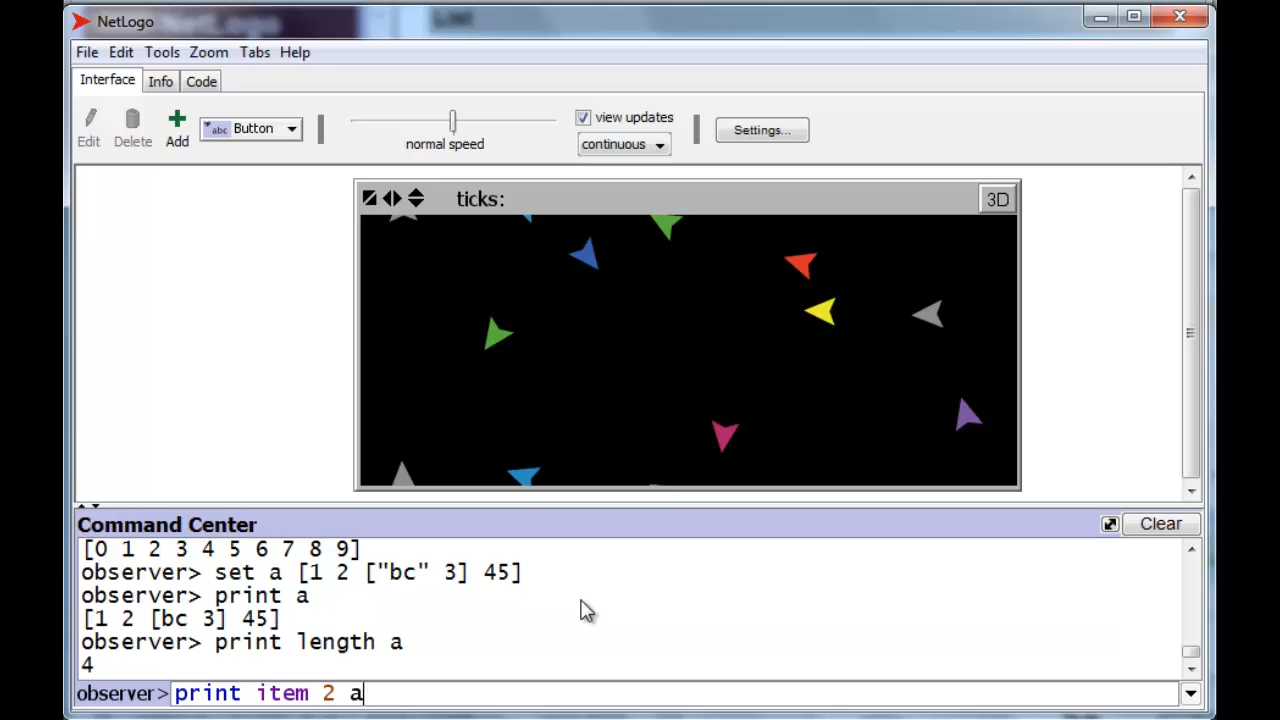 NetLogo
File Edit Tools Zoom Tabs Help
Interface Info Code
Edit Delete Add abc Button normal speed view updates continuous Settings...
ticks: 3D
Command Center Clear
[0 1 2 3 4 5 6 7 8 9]
observer> set a [1 2 ["bc" 3] 45]
observer> print a
[1 2 [bc 3] 45]
observer> print length a
4
observer> print item 2 a